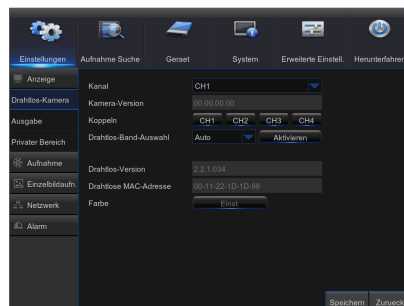 Einstellungen
Aufnahme Suche
Geraet
System
Erweiterte Einstell.
Herunterfahren
Anzeige
Drahtlos-Kamera
Ausgabe
Privater Bereich
Aufnahme
Einzelbildaufn.
Netzwerk
Alarm
Kanal CH1
Kamera-Version 00.00.00.00
Koppeln CH1 CH2 CH3 CH4
Drahtlos-Band-Auswahl Auto Aktivieren
Drahtlos-Version 2.2.1.034
Drahtlose MAC-Adresse 00-11-22-1D-1D-98
Farbe Einst.
Speichern Zurueck